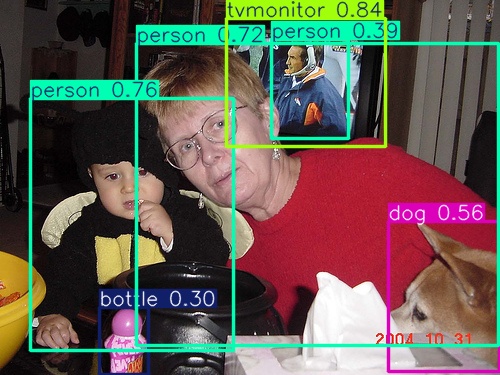 tvmonitor 0.84
person 0.72
person 0.39
person 0.76
dog 0.56
bottle 0.30
2004 10 31